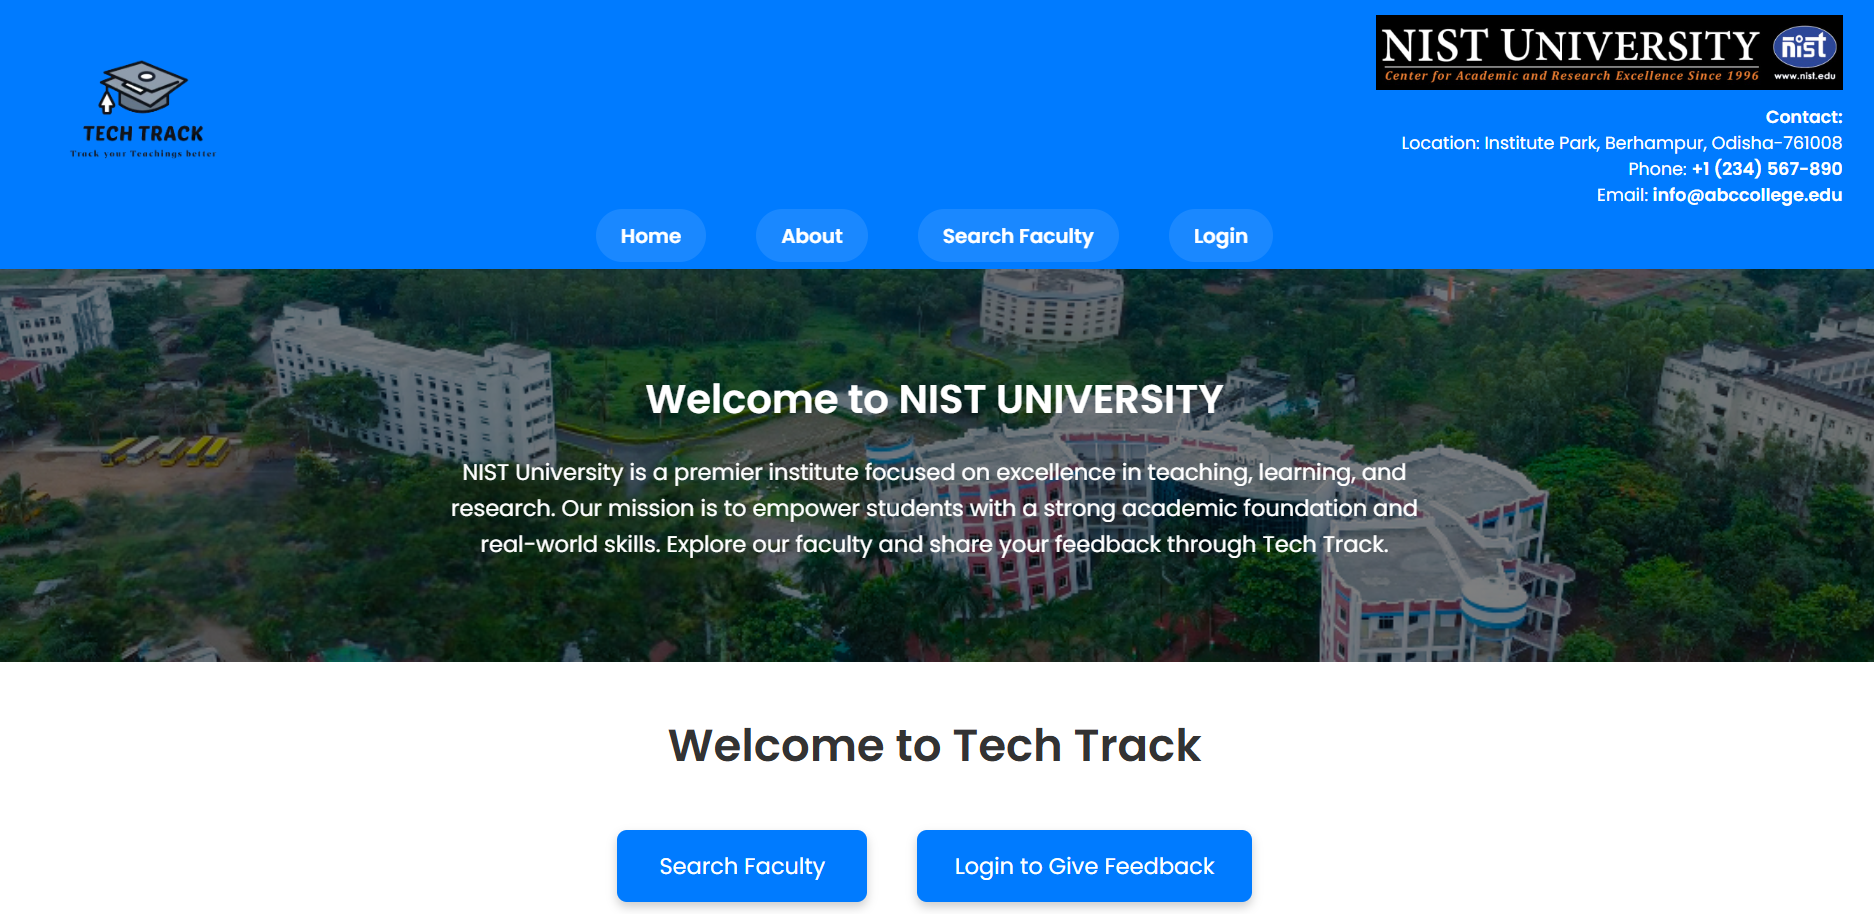 TECH TRACK
Track your Teachings better
NIST UNIVERSITY
Center for Academic and Research Excellence Since 1996
nist
www.nist.edu
Contact:
Location: Institute Park, Berhampur, Odisha-761008
Phone: +1 (234) 567-890
Email: info@abccollege.edu
Home
About
Search Faculty
Login
Welcome to NIST UNIVERSITY
NIST University is a premier institute focused on excellence in teaching, learning, and
research. Our mission is to empower students with a strong academic foundation and
real-world skills. Explore our faculty and share your feedback through Tech Track.
Welcome to Tech Track
Search Faculty
Login to Give Feedback